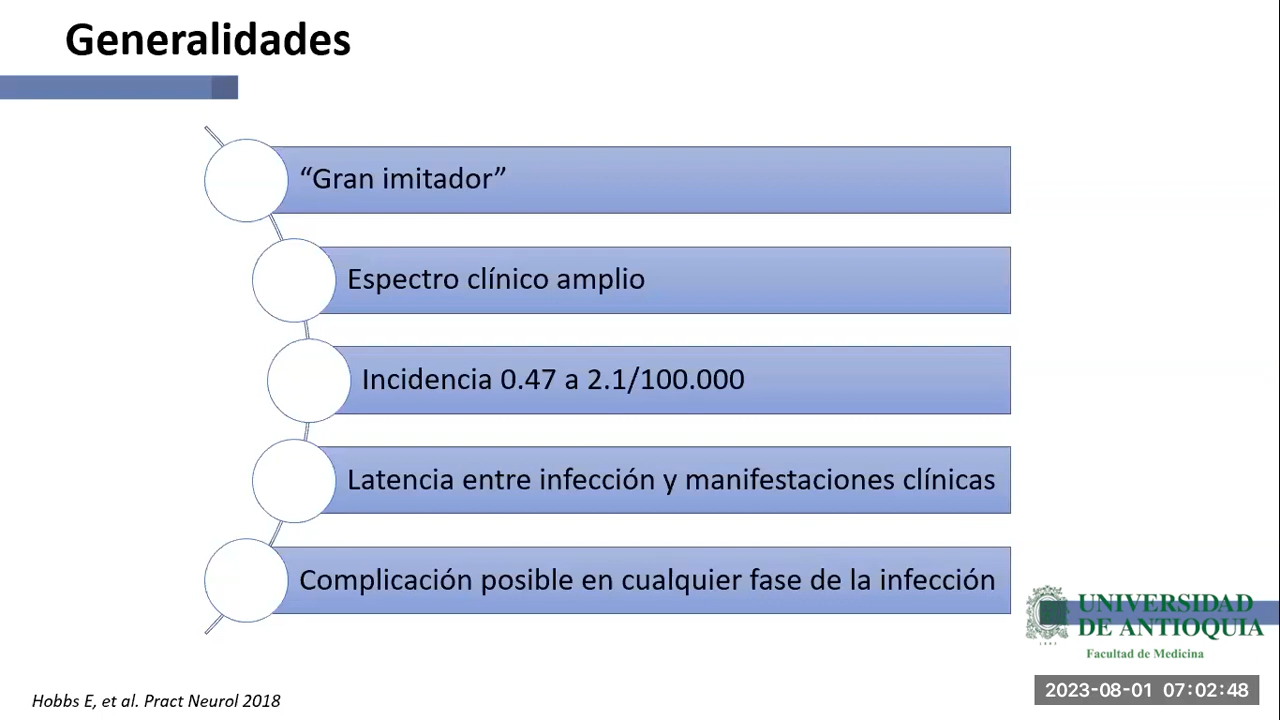 Generalidades
“Gran imitador”
Espectro clínico amplio
Incidencia 0.47 a 2.1/100.000
Latencia entre infección y manifestaciones clínicas
Complicación posible en cualquier fase de la infección
UNIVERSIDAD
DE ANTIOQUIA
Facultad de Medicina
Hobbs E, et al. Pract Neurol 2018
2023-08-01 07:02:48